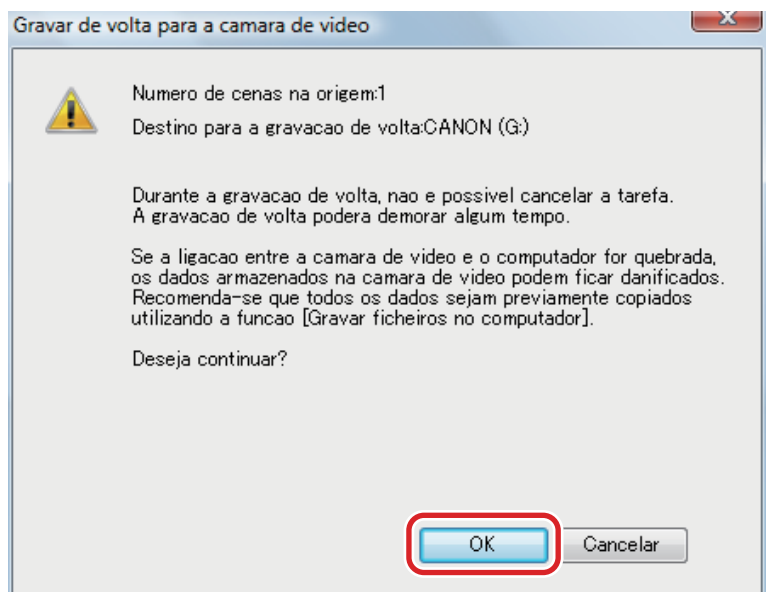 Gravar de volta para a camara de video
Numero de cenas na origem:1
Destino para a gravacao de volta:CANON (G:)
Durante a gravacao de volta, nao e possivel cancelar a tarefa.
A gravacao de volta podera demorar algum tempo.
Se a ligacao entre a camara de video e o computador for quebrada,
os dados armazenados na camara de video podem ficar danificados.
Recomenda-se que todos os dados sejam previamente copiados
utilizando a funcao [Gravar ficheiros no computador].
Deseja continuar?
OK
Cancelar